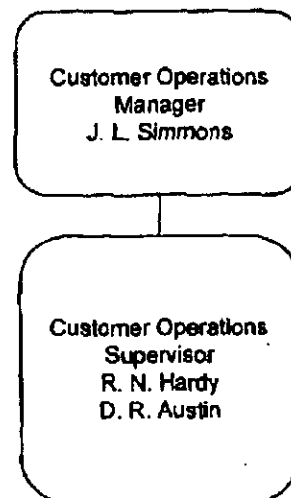 Customer Operations
Manager
J. L. Simmons
Customer Operations
Supervisor
R. N. Hardy
D. R. Austin